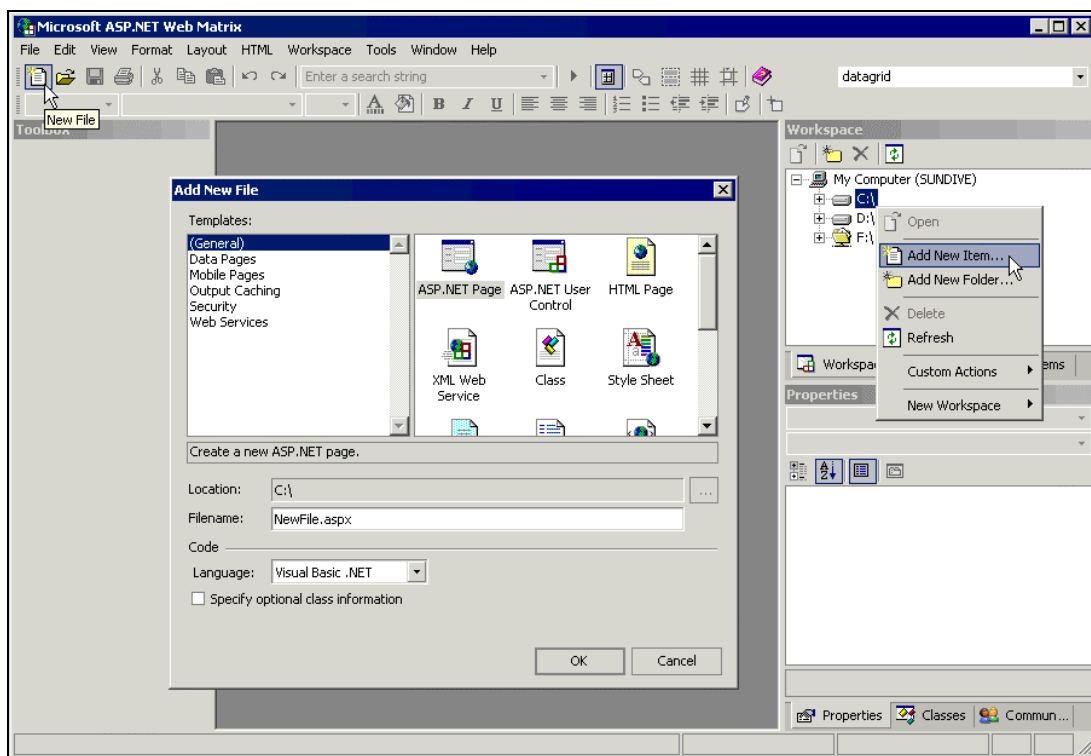 Microsoft ASP.NET Web Matrix
File Edit View Format Layout HTML Workspace Tools Window Help
Enter a search string
datagrid
New File
Toolbox
Workspace
My Computer (SUNDIVE)
C:\
D:\
F:\
Open
Add New Item...
Add New Folder...
Delete
Refresh
Custom Actions
New Workspace
Add New File
Templates:
(General)
Data Pages
Mobile Pages
Output Caching
Security
Web Services
ASP.NET Page
ASP.NET User Control
HTML Page
XML Web Service
Class
Style Sheet
Create a new ASP.NET page.
Location: C:\
...
Filename: NewFile.aspx
Code
Language: Visual Basic .NET
Specify optional class information
OK Cancel
Workspa
ems
Properties
Properties Classes Commun...